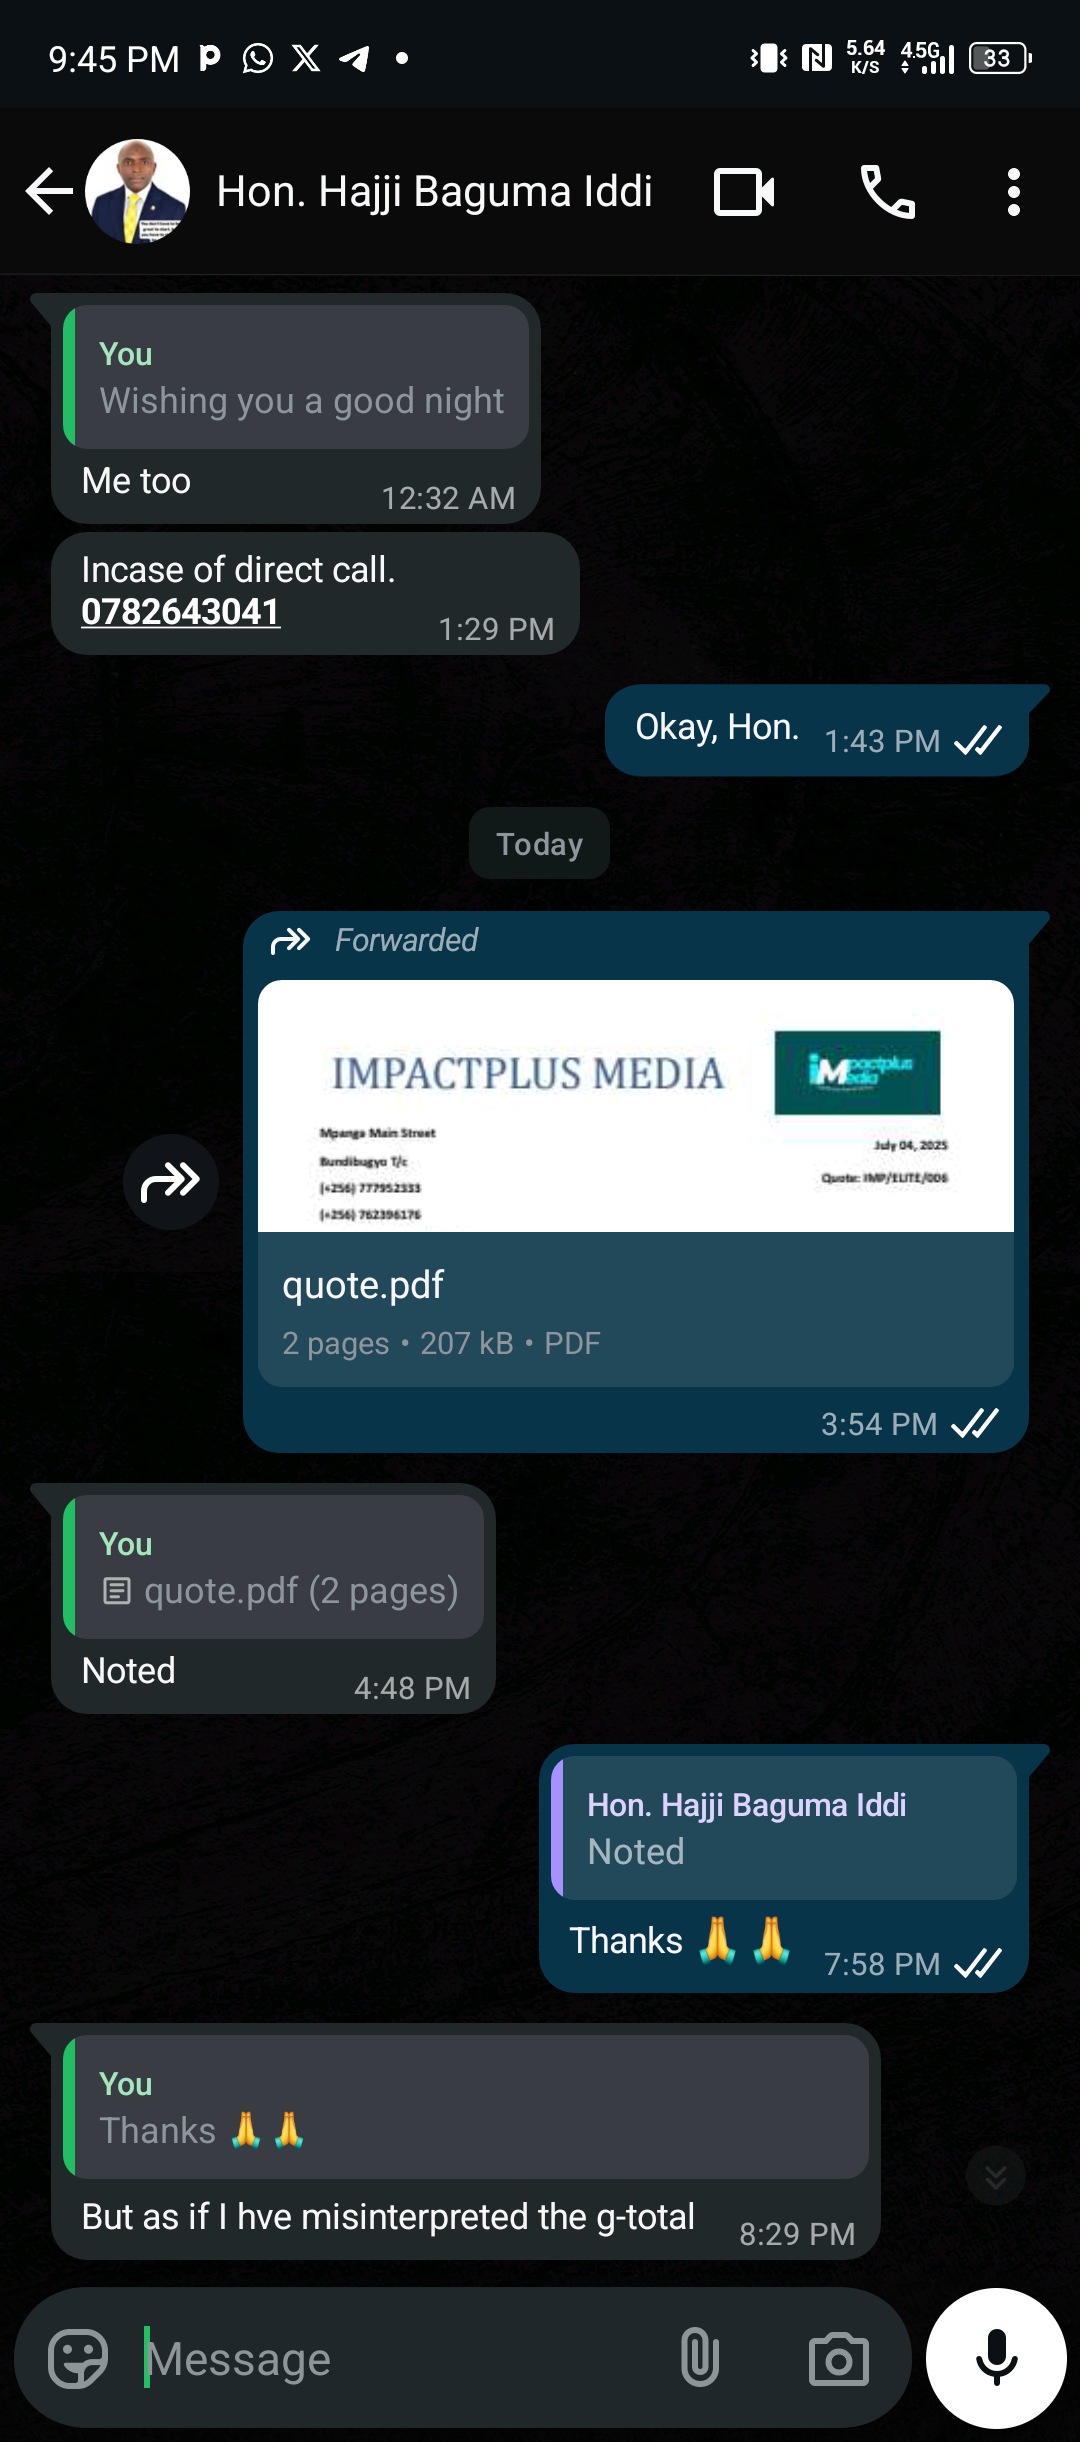 9:45 PM
5.64
K/S
4.5G
33
Hon. Hajji Baguma Iddi
You
Wishing you a good night
Me too
12:32 AM
Incase of direct call.
0782643041
1:29 PM
Okay, Hon.
1:43 PM
Today
Forwarded
IMPACTPLUS MEDIA
iMpactplus
Media
Mpanga Main Street
Bundibugyo T/c
(+256) 777952333
(+256) 762396176
July 04, 2025
Quote: IMP/ELITE/006
quote.pdf
2 pages • 207 kB • PDF
3:54 PM
You
quote.pdf (2 pages)
Noted
4:48 PM
Hon. Hajji Baguma Iddi
Noted
Thanks 🙏 🙏
7:58 PM
You
Thanks 🙏 🙏
But as if I hve misinterpreted the g-total
8:29 PM
Message